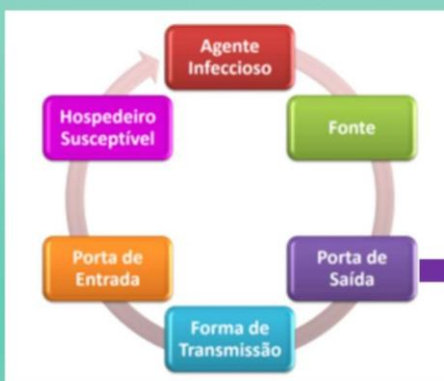 Agente
Infeccioso
Fonte
Porta de
Saída
Forma de
Transmissão
Porta de
Entrada
Hospedeiro
Susceptível